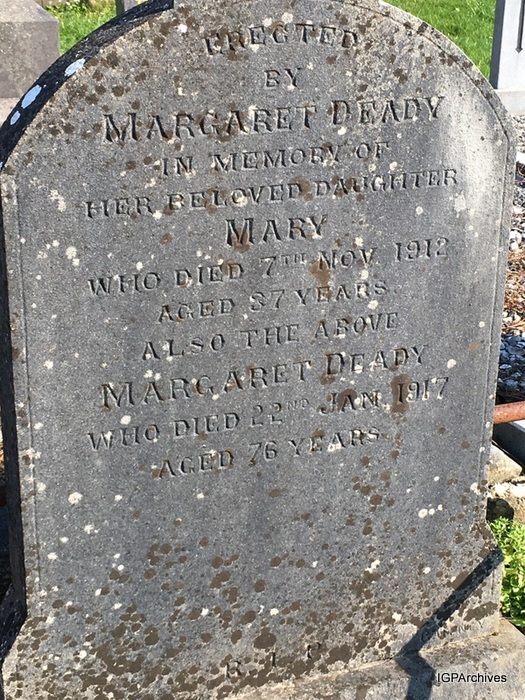 ERECTED
BY
MARGARET DEADY
IN MEMORY OF
HER BELOVED DAUGHTER
MARY
WHO DIED 7TH NOV. 1912
AGED 37 YEARS
ALSO THE ABOVE
MARGARET DEADY
WHO DIED 22ND JAN. 1917
AGED 76 YEARS
R. I. P.
IGPArchives